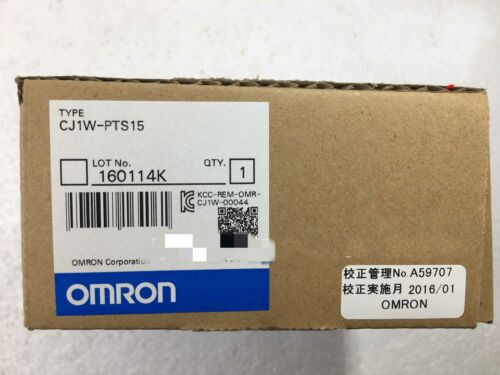 TYPE
CJ1W-PTS15
LOT No. QTY.
160114K 1
KCC-REM-OMR-
CJ1W-00044
OMRON Corporation
OMRON
校正管理No A59707
校正実施月 2016/01
OMRON